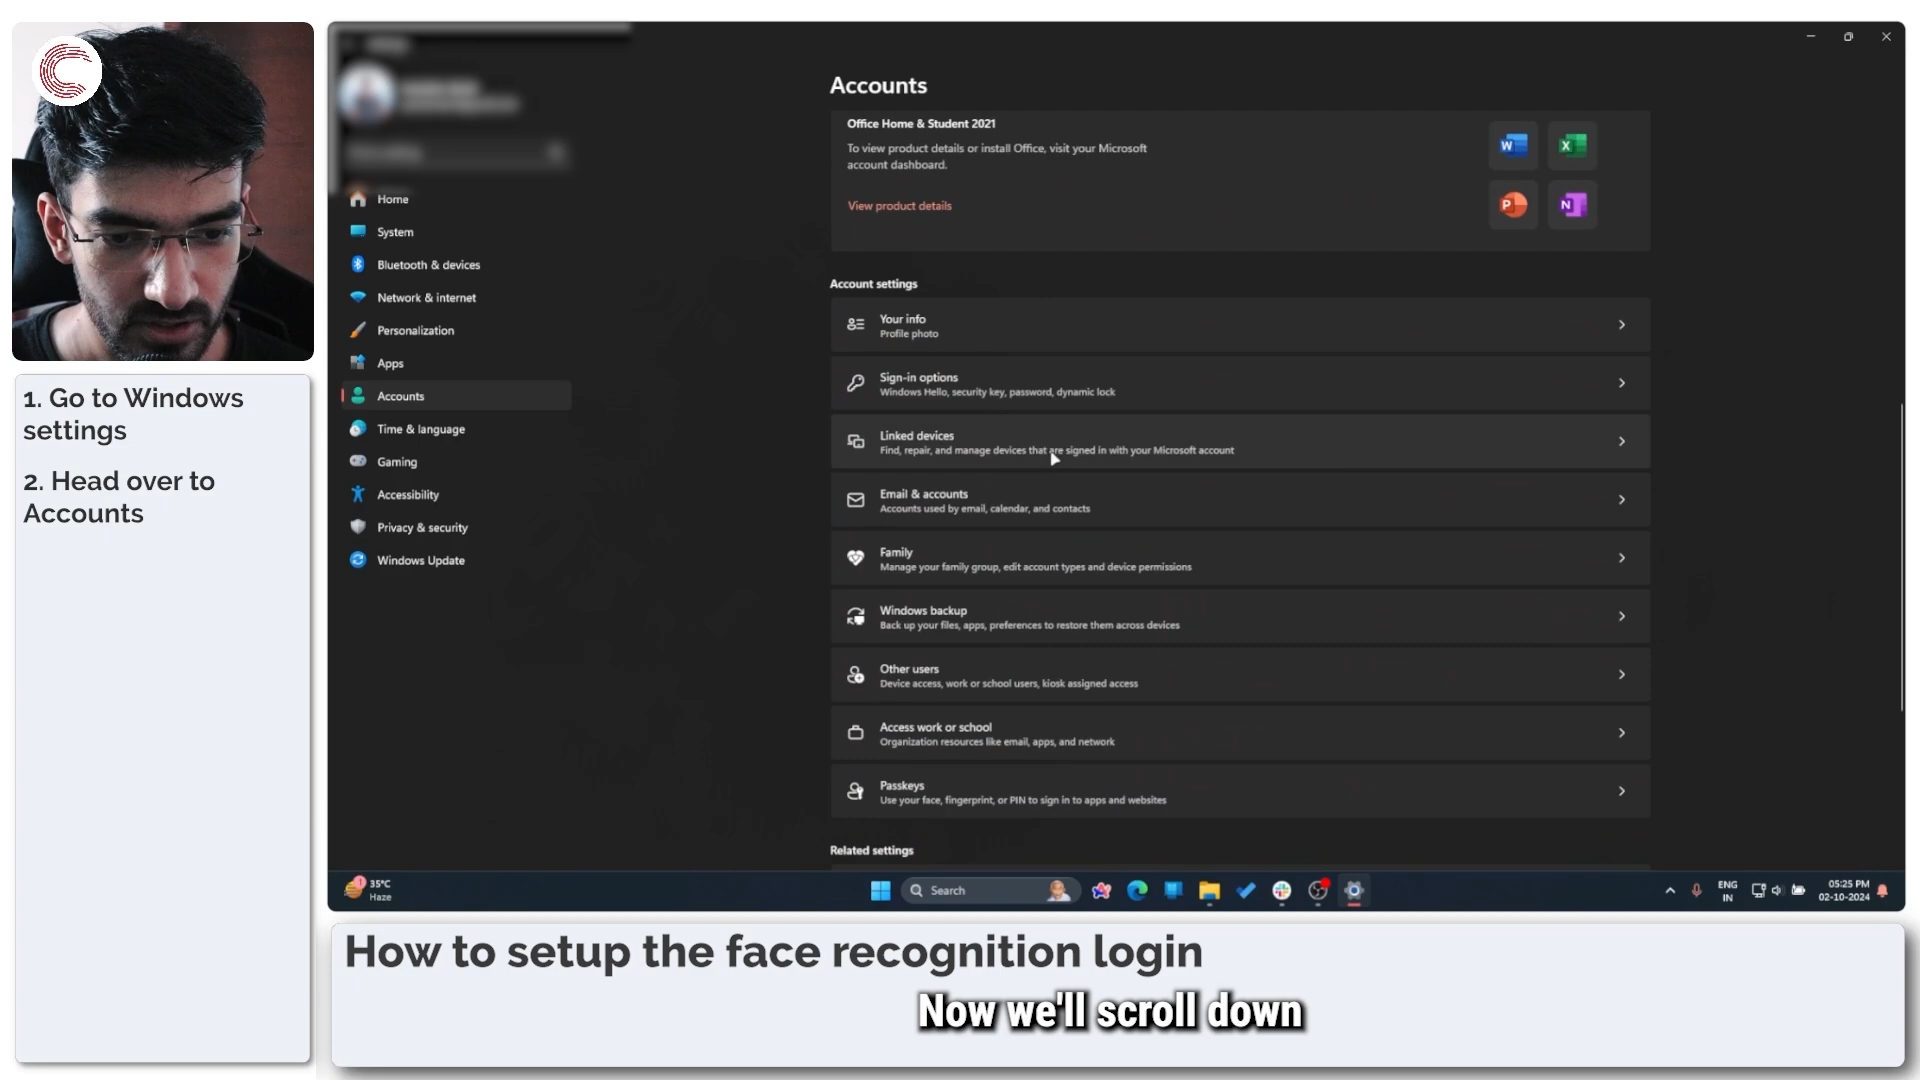 1. Go to Windows
settings
2. Head over to
Accounts
Home
System
Bluetooth & devices
Network & internet
Personalization
Apps
Accounts
Time & language
Gaming
Accessibility
Privacy & security
Windows Update
Accounts
Office Home & Student 2021
To view product details or install Office, visit your Microsoft
account dashboard.
View product details
W
X
P
N
Account settings
Your info
Profile photo
Sign-in options
Windows Hello, security key, password, dynamic lock
Linked devices
Find, repair, and manage devices that are signed in with your Microsoft account
Email & accounts
Accounts used by email, calendar, and contacts
Family
Manage your family group, edit account types and device permissions
Windows backup
Back up your files, apps, preferences to restore them across devices
Other users
Device access, work or school users, kiosk assigned access
Access work or school
Organization resources like email, apps, and network
Passkeys
Use your face, fingerprint, or PIN to sign in to apps and websites
Related settings
1
35°C
Haze
Search
ENG
IN
05:25 PM
02-10-2024
How to setup the face recognition login
Now we'll scroll down